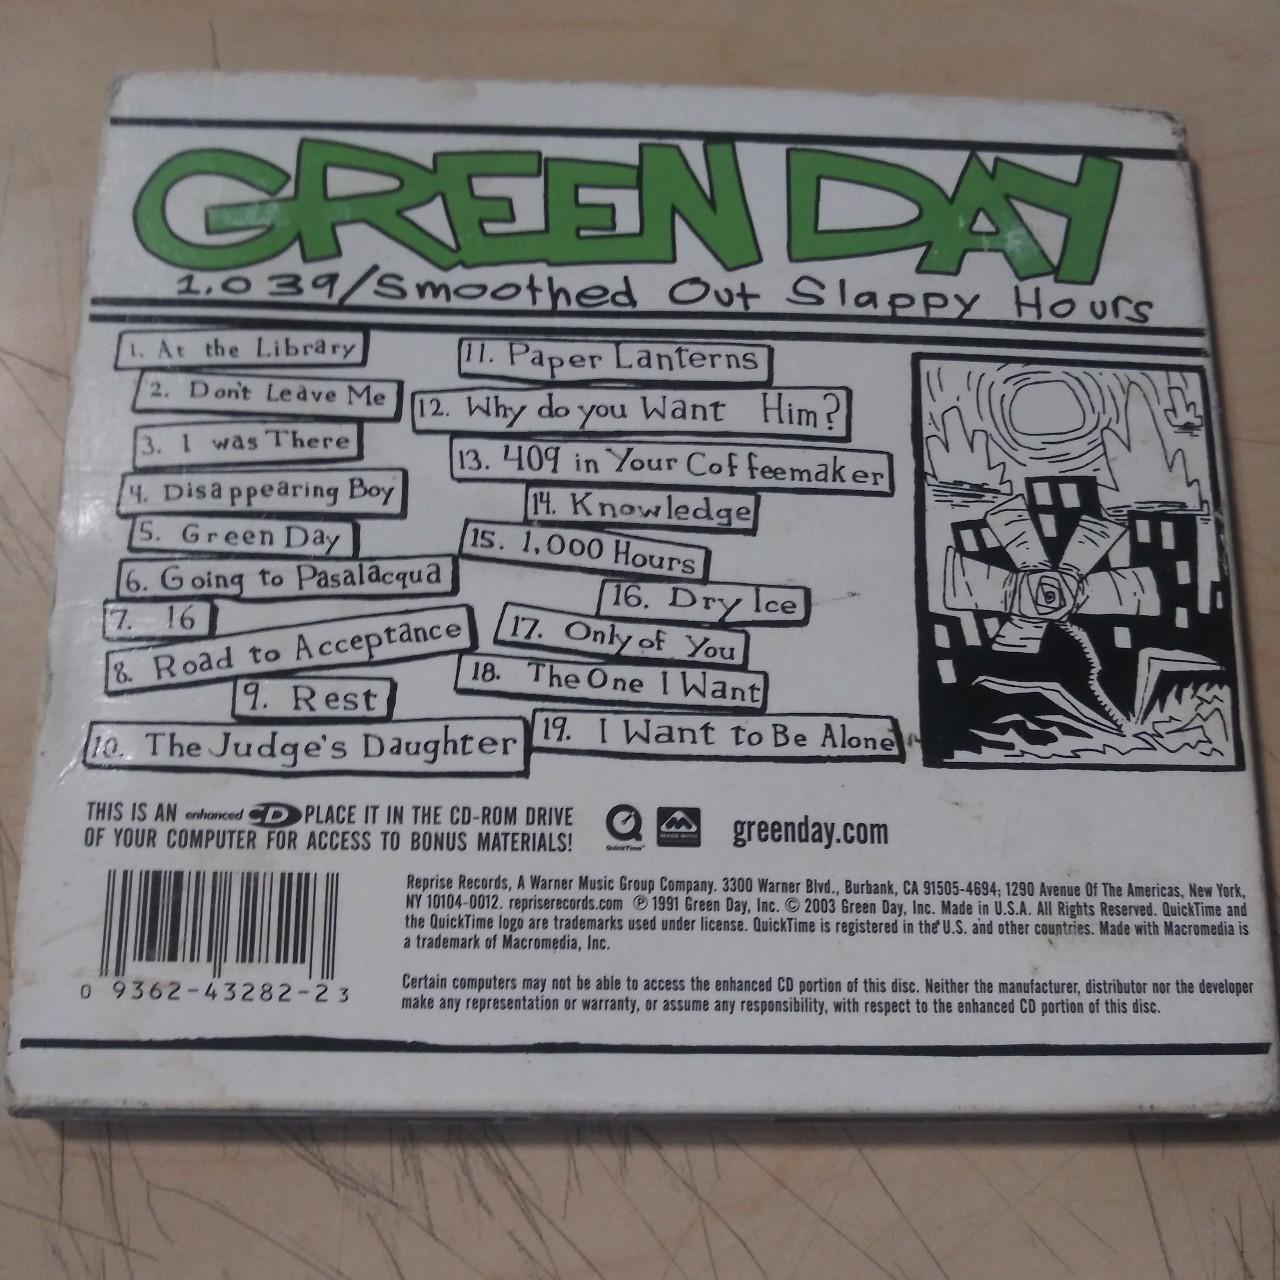 GREEN DAY
1,039/Smoothed Out Slappy Hours
1. At the Library
2. Don't Leave Me
3. I was There
4. Disappearing Boy
5. Green Day
6. Going to Pasalacqua
7. 16
8. Road to Acceptance
9. Rest
10. The Judge's Daughter
11. Paper Lanterns
12. Why do you Want Him?
13. 409 in Your Coffeemaker
14. Knowledge
15. 1,000 Hours
16. Dry Ice
17. Only of You
18. The One I Want
19. I Want to Be Alone
THIS IS AN enhanced CD PLACE IT IN THE CD-ROM DRIVE
OF YOUR COMPUTER FOR ACCESS TO BONUS MATERIALS!
QuickTime™
MADE WITH
greenday.com
Reprise Records, A Warner Music Group Company. 3300 Warner Blvd., Burbank, CA 91505-4694; 1290 Avenue Of The Americas, New York,
NY 10104-0012. repriserecords.com ℗ 1991 Green Day, Inc. © 2003 Green Day, Inc. Made in U.S.A. All Rights Reserved. QuickTime and
the QuickTime logo are trademarks used under license. QuickTime is registered in the U.S. and other countries. Made with Macromedia is
a trademark of Macromedia, Inc.
Certain computers may not be able to access the enhanced CD portion of this disc. Neither the manufacturer, distributor nor the developer
make any representation or warranty, or assume any responsibility, with respect to the enhanced CD portion of this disc.
0 9362-43282-2 3